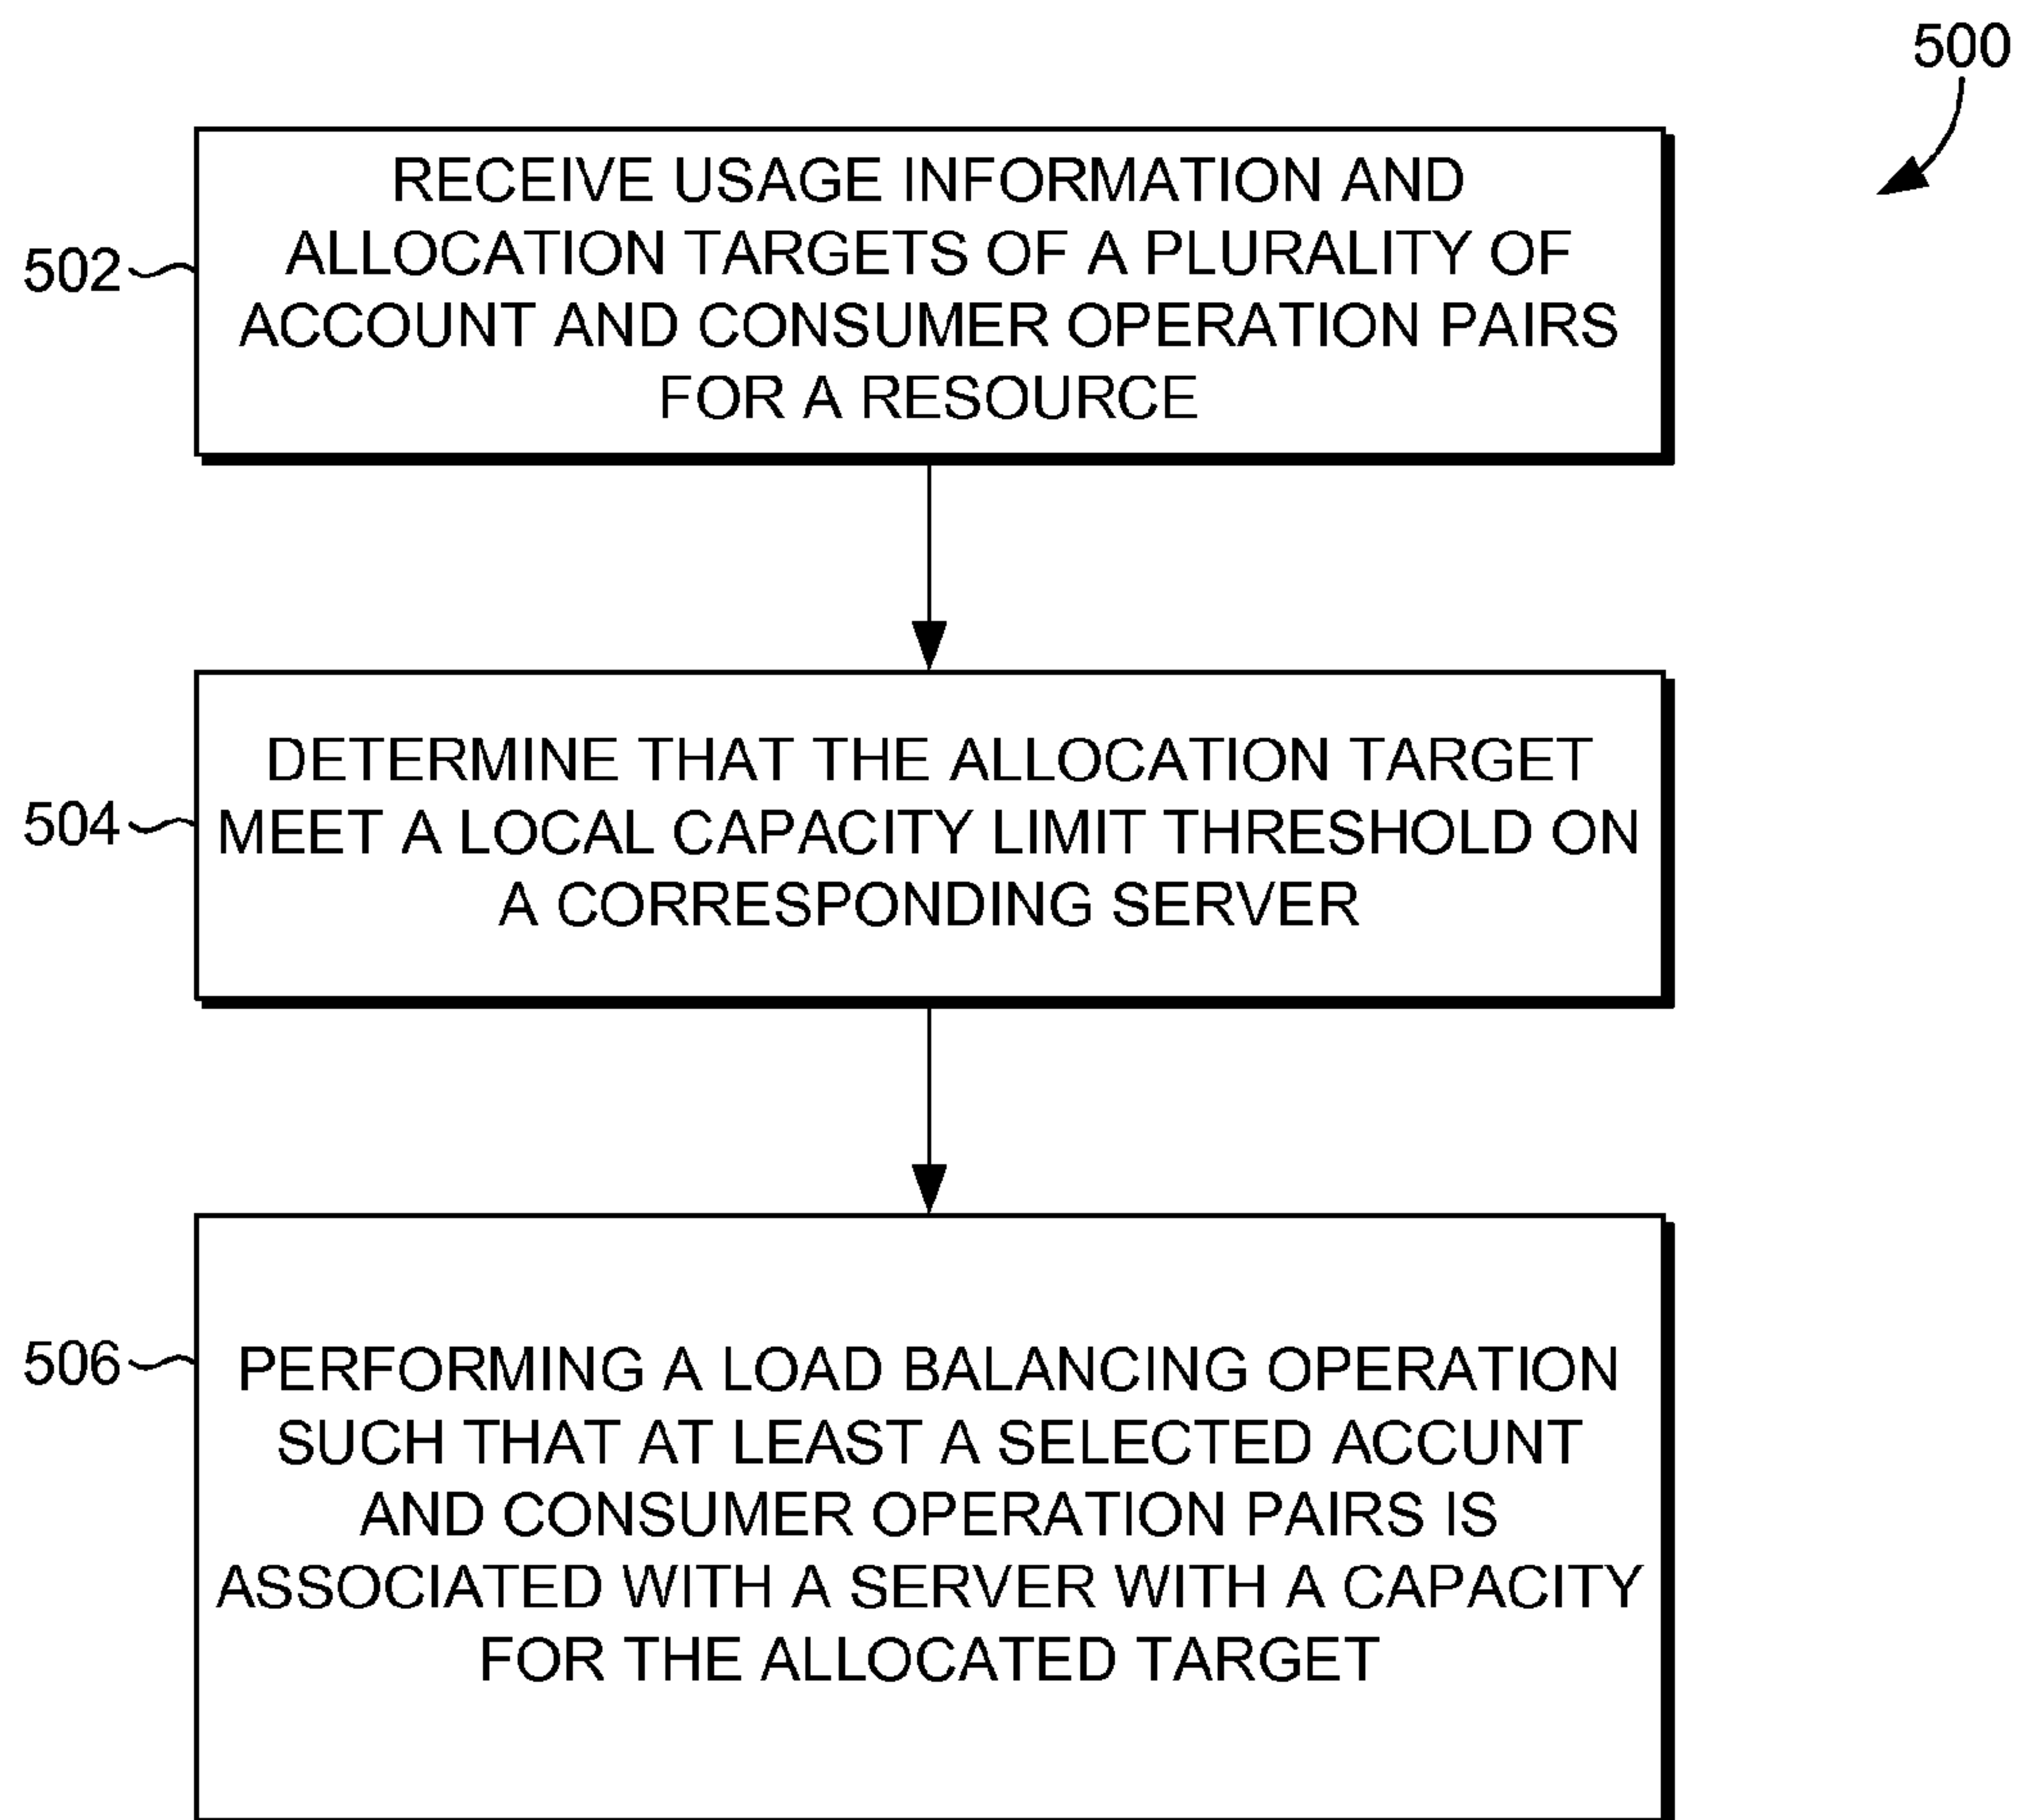 500
RECEIVE USAGE INFORMATION AND
ALLOCATION TARGETS OF A PLURALITY OF
ACCOUNT AND CONSUMER OPERATION PAIRS
FOR A RESOURCE
502
DETERMINE THAT THE ALLOCATION TARGET
MEET A LOCAL CAPACITY LIMIT THRESHOLD ON
A CORRESPONDING SERVER
504
PERFORMING A LOAD BALANCING OPERATION
SUCH THAT AT LEAST A SELECTED ACCUNT
AND CONSUMER OPERATION PAIRS IS
ASSOCIATED WITH A SERVER WITH A CAPACITY
FOR THE ALLOCATED TARGET
506